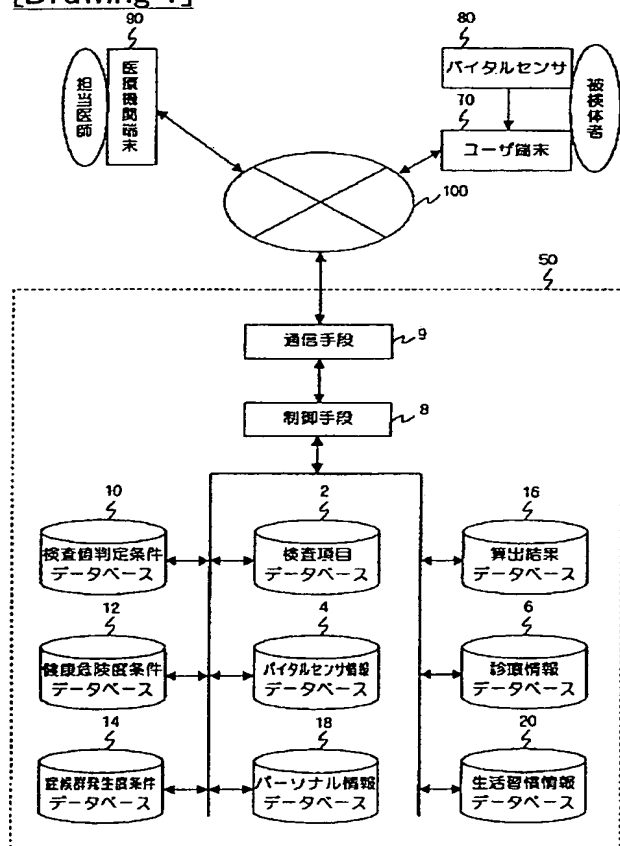 90
80
担当医師
医療機関端末
バイタルセンサ
被検体者
70
ユーザ端末
100
50
通信手段
9
制御手段
8
10
2
16
検査値判定条件
データベース
検査項目
データベース
算出結果
データベース
12
4
6
健康危険度条件
データベース
バイタルセンサ情報
データベース
診療情報
データベース
14
18
20
症候群発生度条件
データベース
パーソナル情報
データベース
生活習慣情報
データベース